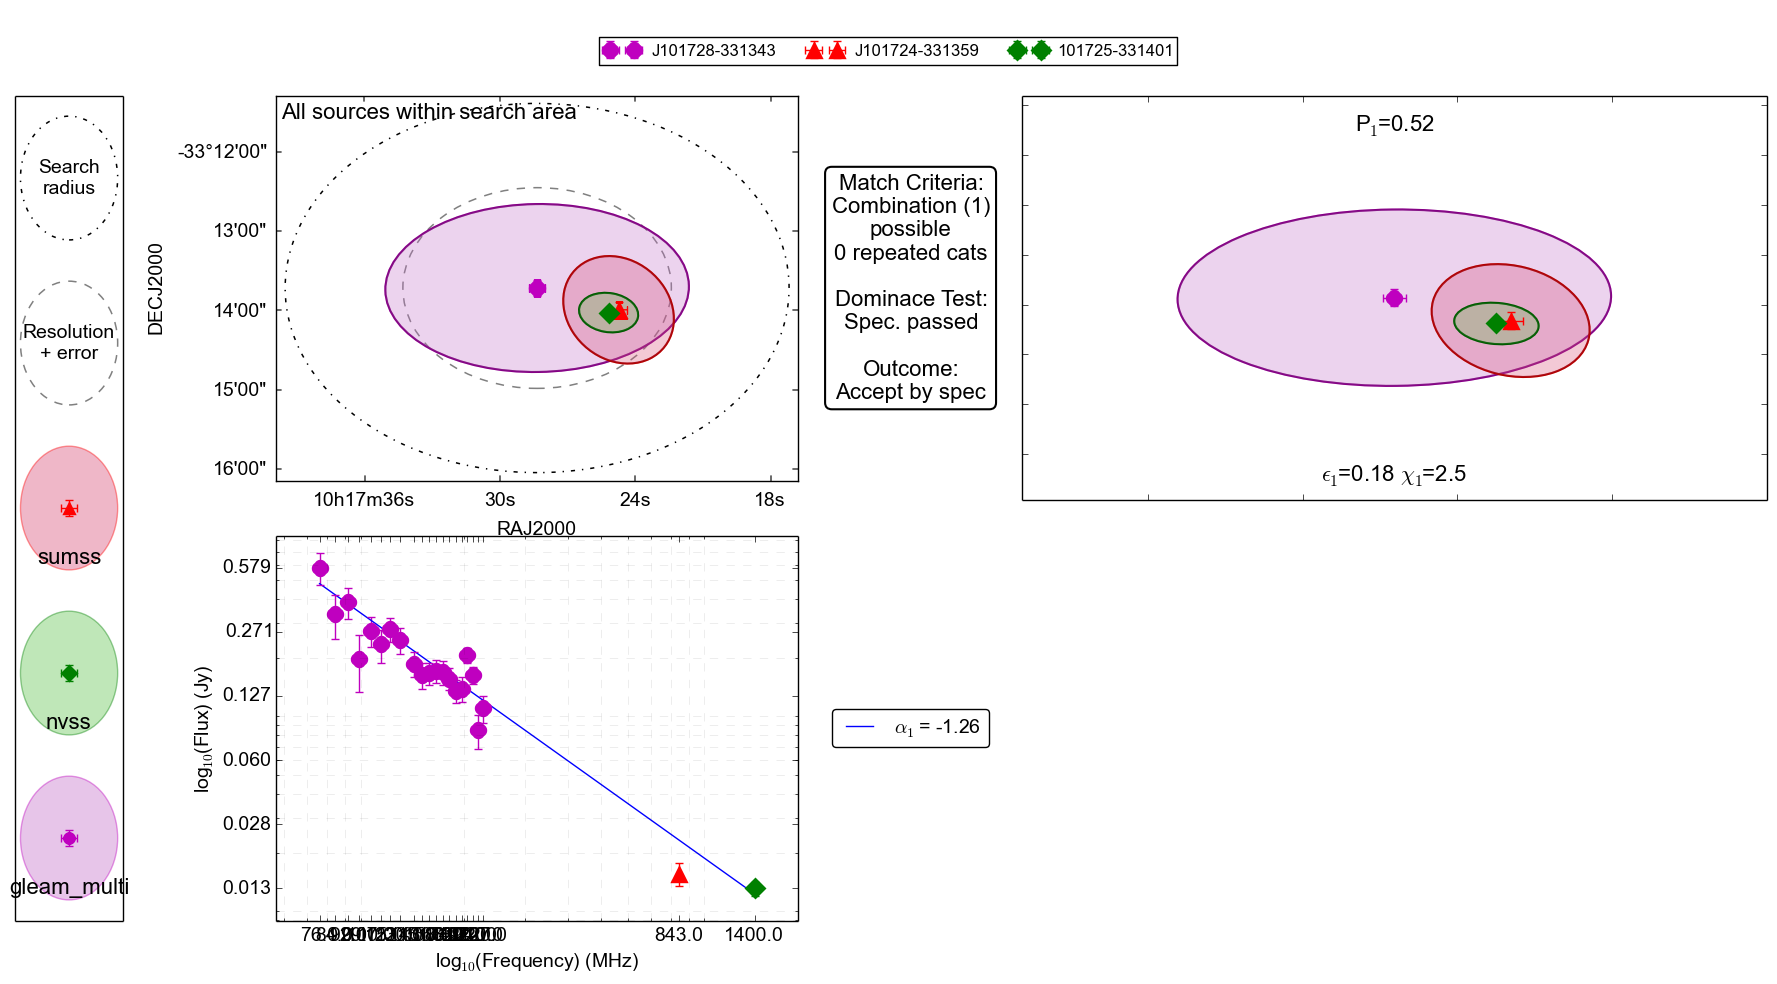 J101728-331343 J101724-331359 101725-331401
Search
radius
Resolution
+ error
sumss
nvss
gleam_multi
All sources within search area
-33°12'00"
13'00"
14'00"
15'00"
16'00"
DECJ2000
10h17m36s 30s 24s 18s
RAJ2000
Match Criteria:
Combination (1)
possible
0 repeated cats
Dominace Test:
Spec. passed
Outcome:
Accept by spec
P₁=0.52
ϵ₁=0.18 χ₁=2.5
0.579
0.271
0.127
0.060
0.028
0.013
log₁₀(Flux) (Jy)
843.0 1400.0
log₁₀(Frequency) (MHz)
α₁ = -1.26